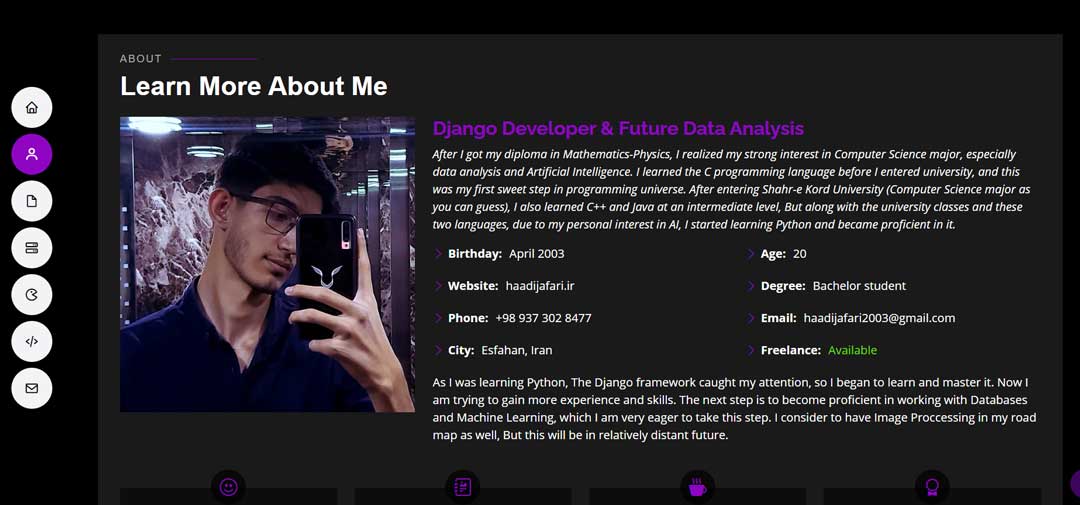 ABOUT
Learn More About Me
Django Developer & Future Data Analysis
After I got my diploma in Mathematics-Physics, I realized my strong interest in Computer Science major, especially
data analysis and Artificial Intelligence. I learned the C programming language before I entered university, and this
was my first sweet step in programming universe. After entering Shahr-e Kord University (Computer Science major as
you can guess), I also learned C++ and Java at an intermediate level, But along with the university classes and these
two languages, due to my personal interest in AI, I started learning Python and became proficient in it.
Birthday: April 2003
Age: 20
Website: haadijafari.ir
Degree: Bachelor student
Phone: +98 937 302 8477
Email: haadijafari2003@gmail.com
City: Esfahan, Iran
Freelance: Available
As I was learning Python, The Django framework caught my attention, so I began to learn and master it. Now I
am trying to gain more experience and skills. The next step is to become proficient in working with Databases
and Machine Learning, which I am very eager to take this step. I consider to have Image Proccessing in my road
map as well, But this will be in relatively distant future.